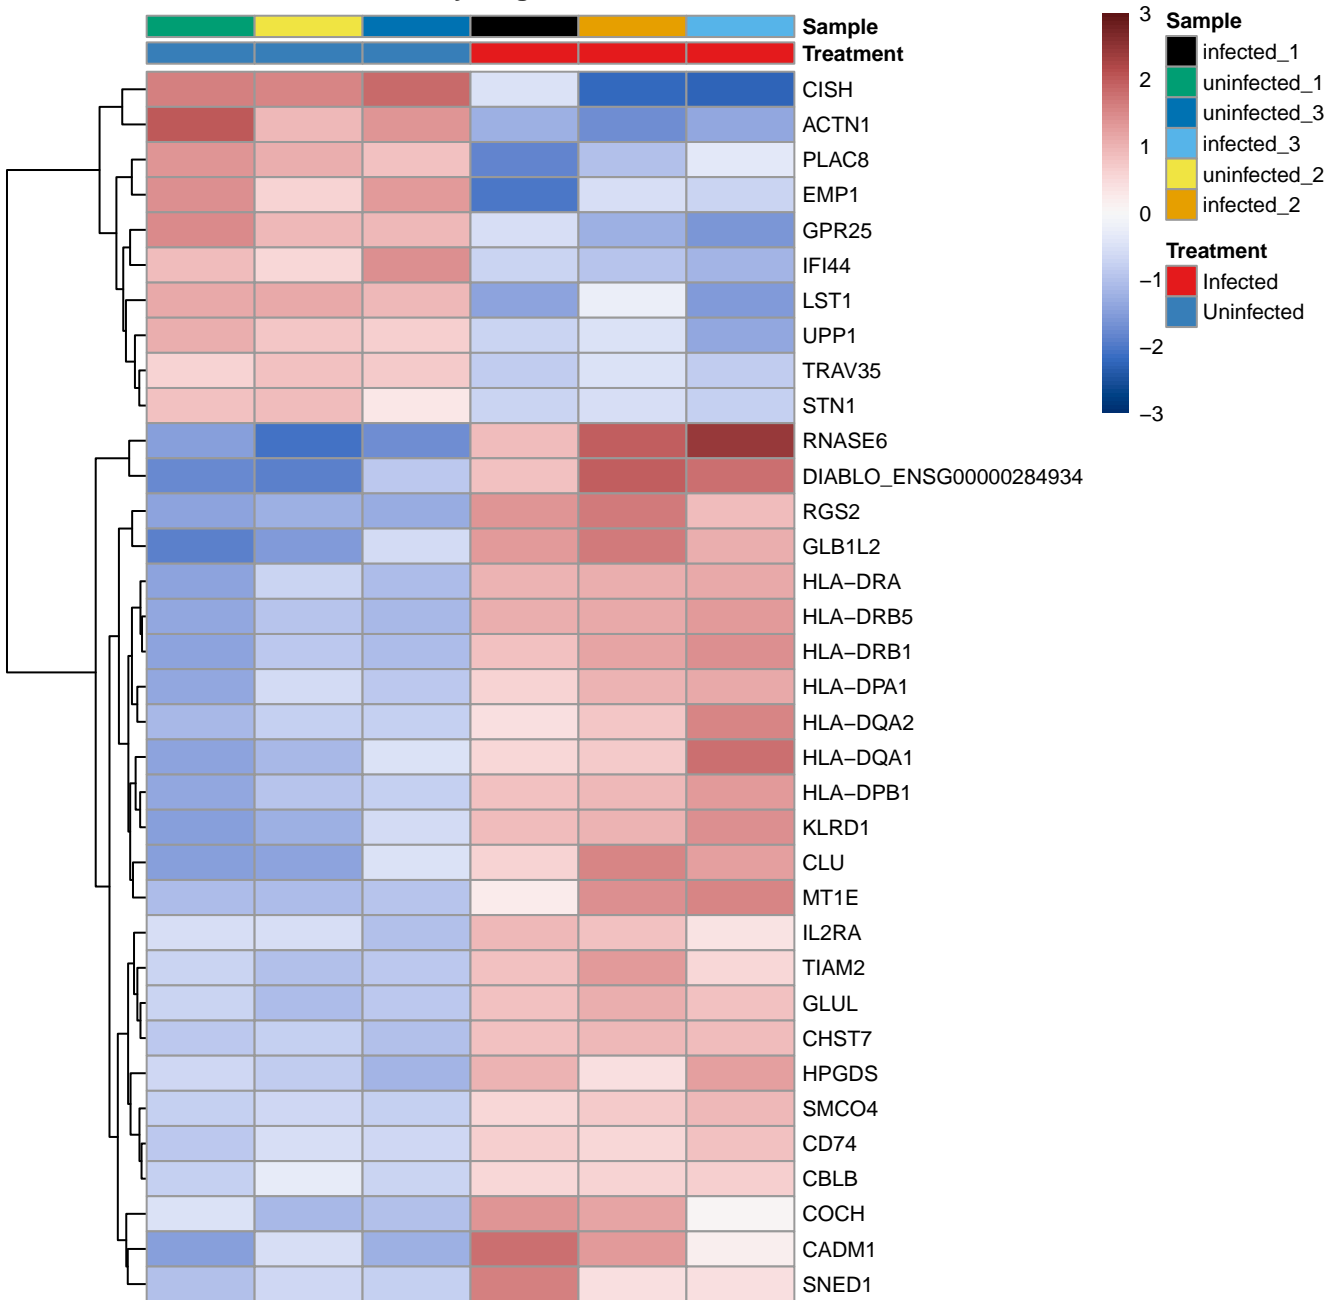 Sample
Treatment
CISH
ACTN1
PLAC8
EMP1
GPR25
IFI44
LST1
UPP1
TRAV35
STN1
RNASE6
DIABLO_ENSG00000284934
RGS2
GLB1L2
HLA−DRA
HLA−DRB5
HLA−DRB1
HLA−DPA1
HLA−DQA2
HLA−DQA1
HLA−DPB1
KLRD1
CLU
MT1E
IL2RA
TIAM2
GLUL
CHST7
HPGDS
SMCO4
CD74
CBLB
COCH
CADM1
SNED1
3
2
1
0
−1
−2
−3
Sample
infected_1
uninfected_1
uninfected_3
infected_3
uninfected_2
infected_2
Treatment
Infected
Uninfected